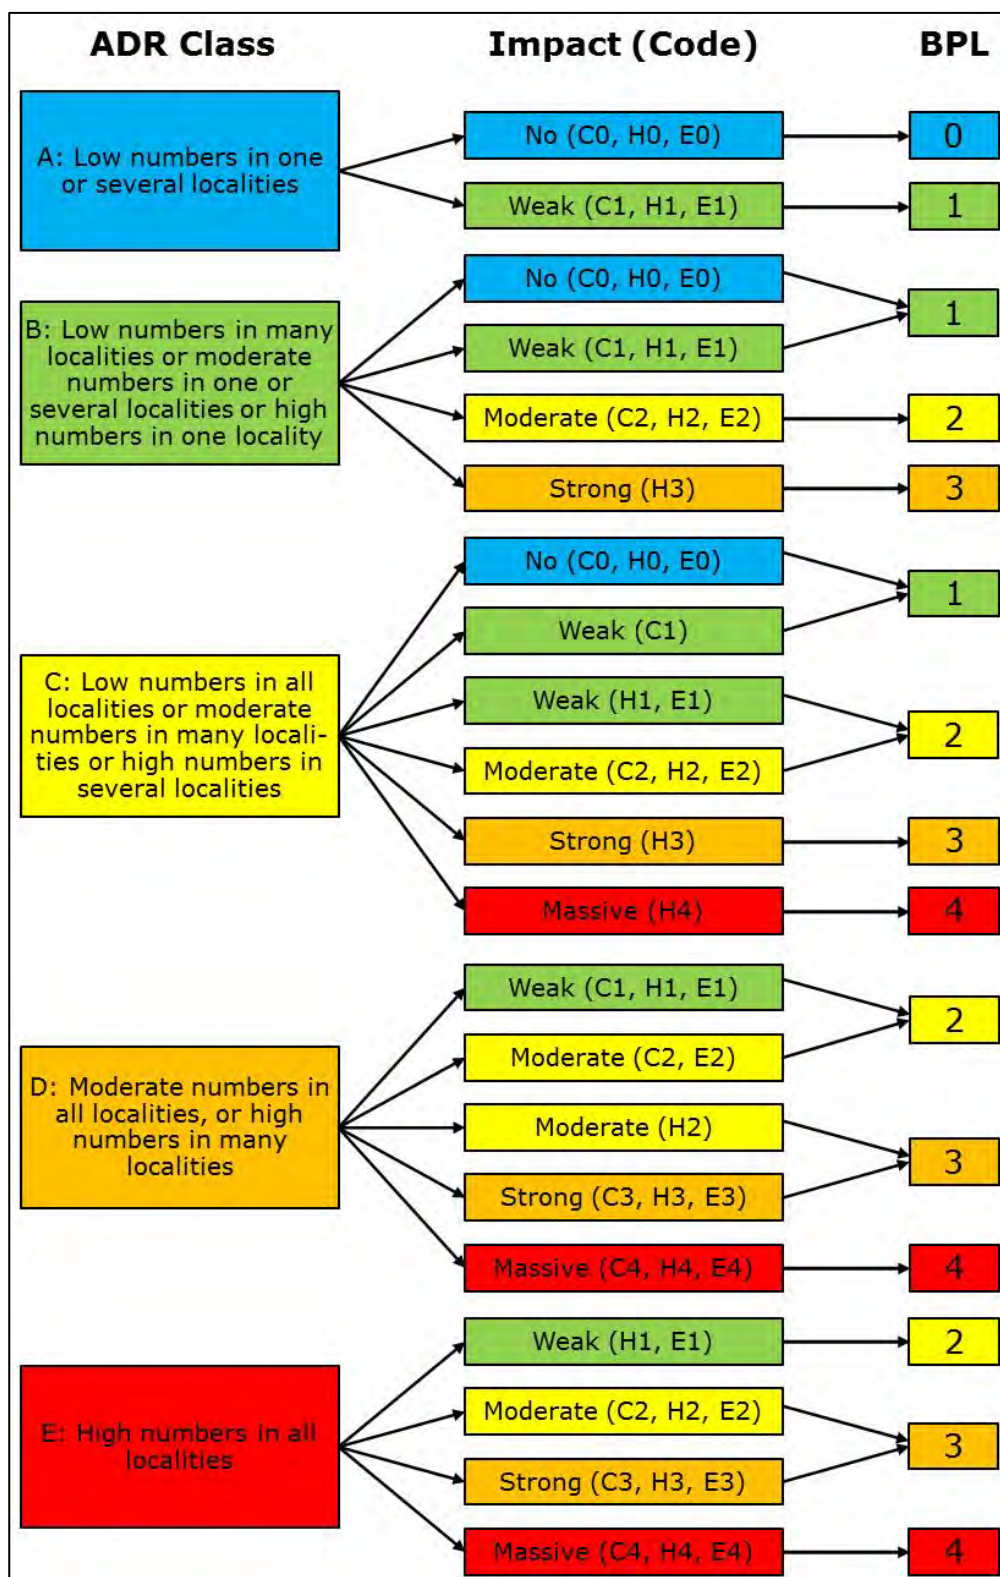 ADR Class
Impact (Code)
BPL
A: Low numbers in one
or several localities
No (C0, H0, E0)
0
Weak (C1, H1, E1)
1
B: Low numbers in many
localities or moderate
numbers in one or
several localities or high
numbers in one locality
No (C0, H0, E0)
Weak (C1, H1, E1)
1
Moderate (C2, H2, E2)
2
Strong (H3)
3
C: Low numbers in all
localities or moderate
numbers in many locali-
ties or high numbers in
several localities
No (C0, H0, E0)
Weak (C1)
1
Weak (H1, E1)
Moderate (C2, H2, E2)
2
Strong (H3)
3
Massive (H4)
4
D: Moderate numbers in
all localities, or high
numbers in many
localities
Weak (C1, H1, E1)
Moderate (C2, E2)
2
Moderate (H2)
Strong (C3, H3, E3)
3
Massive (C4, H4, E4)
4
E: High numbers in all
localities
Weak (H1, E1)
2
Moderate (C2, H2, E2)
Strong (C3, H3, E3)
3
Massive (C4, H4, E4)
4